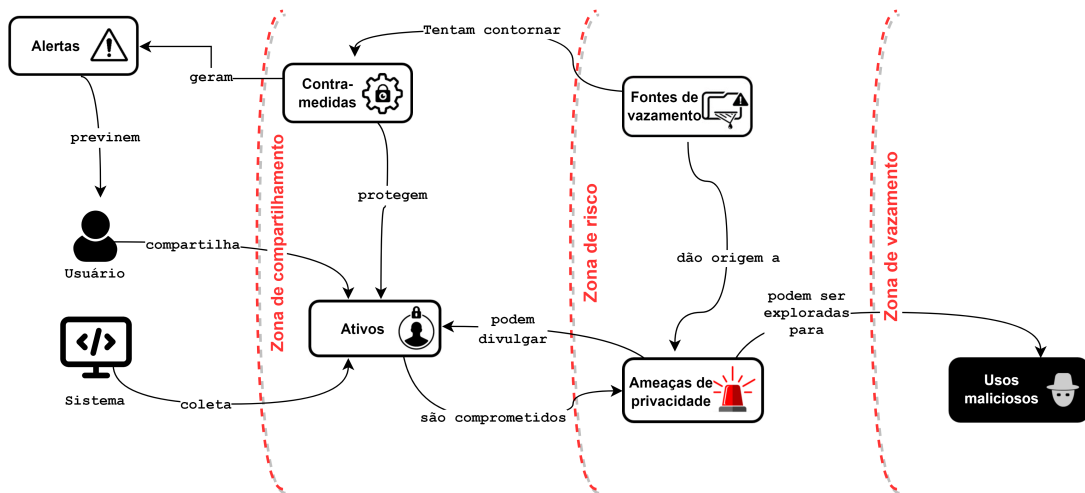 Alertas
geram
Contra-
medidas
Tentam contornar
Fontes de
vazamento
previnem
protegem
Usuário
compartilha
Zona de compartilhamento
Zona de risco
Zona de vazamento
dão origem a
Ativos
podem
divulgar
podem ser
exploradas
para
Sistema
coleta
são comprometidos
Ameaças de
privacidade
Usos
maliciosos